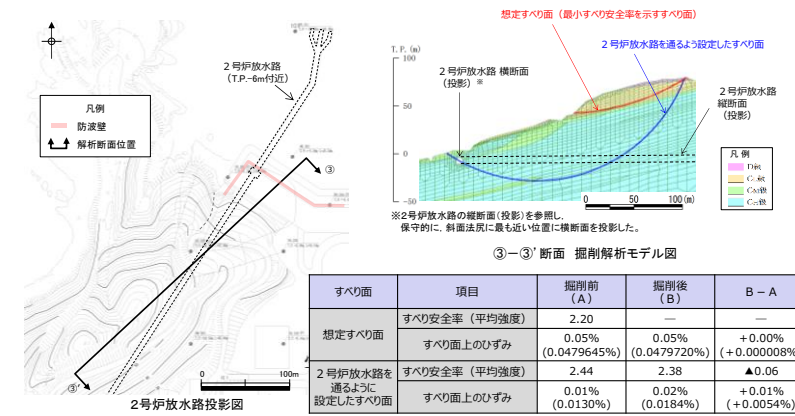 ２号炉放水路
（T.P.-6m付近）
凡例
防波壁
解析断面位置
③
③’
0
100m
２号炉放水路投影図
想定すべり面（最小すべり安全率を示すすべり面）
２号炉放水路を通るよう設定したすべり面
T.P. (m)
100
50
0
-50
２号炉放水路 横断面
（投影）※
２号炉放水路
縦断面
（投影）
凡 例
D級
0 50 100(m)
※2号炉放水路の縦断面（投影）を参照し，
保守的に，斜面法尻に最も近い位置に横断面を投影した。
③－③’断面 掘削解析モデル図
すべり面 項目 掘削前（A） 掘削後（B） B － A
想定すべり面 すべり安全率（平均強度） 2.20 — —
すべり面上のひずみ 0.05% (0.0479645%) 0.05% (0.0479720%) +0.00% (+0.000008%)
２号炉放水路を通るように設定したすべり面 すべり安全率（平均強度） 2.44 2.38 ▲0.06
すべり面上のひずみ 0.01% (0.0130%) 0.02% (0.0184%) +0.01% (+0.0054%)